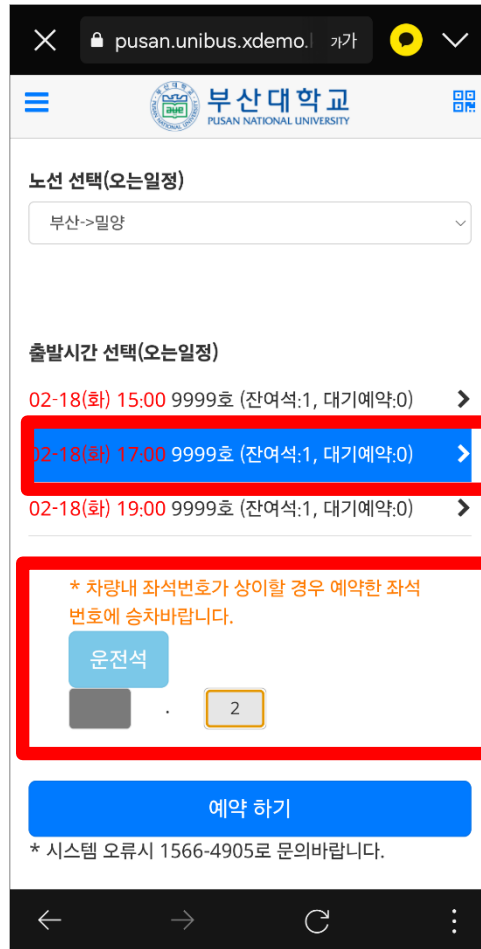 pusan.unibus.xdemo. 가가
부산대학교
PUSAN NATIONAL UNIVERSITY
노선 선택(오는일정)
부산->밀양
출발시간 선택(오는일정)
02-18(화) 15:00 9999호 (잔여석:1, 대기예약:0)
02-18(화) 17:00 9999호 (잔여석:1, 대기예약:0)
02-18(화) 19:00 9999호 (잔여석:1, 대기예약:0)
* 차량내 좌석번호가 상이할 경우 예약한 좌석
번호에 승차바랍니다.
운전석
. 2
예약 하기
* 시스템 오류시 1566-4905로 문의바랍니다.